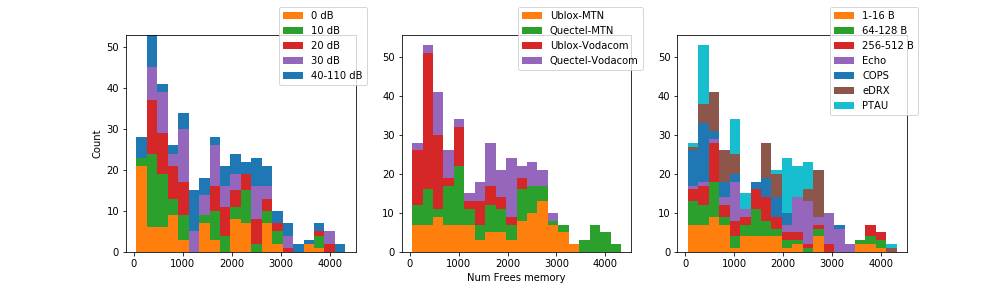 0 dB
10 dB
20 dB
30 dB
40-110 dB
50
40
30
20
10
0
Count
0 1000 2000 3000 4000
Ublox-MTN
Quectel-MTN
Ublox-Vodacom
Quectel-Vodacom
50
40
30
20
10
0
0 1000 2000 3000 4000
Num Frees memory
1-16 B
64-128 B
256-512 B
Echo
COPS
eDRX
PTAU
50
40
30
20
10
0
0 1000 2000 3000 4000